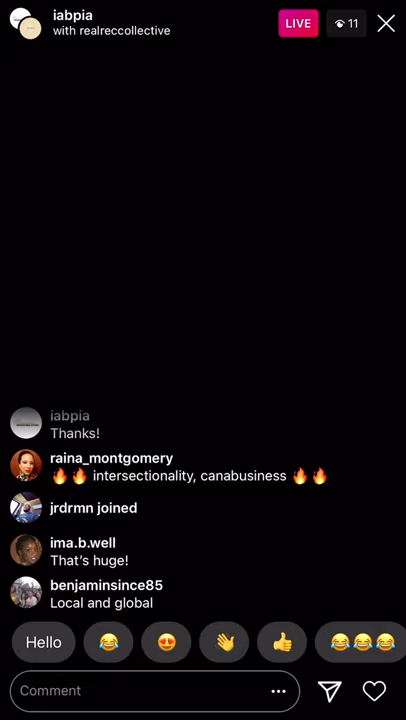 iabpia
with realreccollective
LIVE
11
iabpia
Thanks!
raina_montgomery
🔥🔥 intersectionality, canabusiness 🔥🔥
jrdrmn joined
ima.b.well
That's huge!
benjaminsince85
Local and global
Hello 😂 😍 👋 👍 😂😂😂
Comment